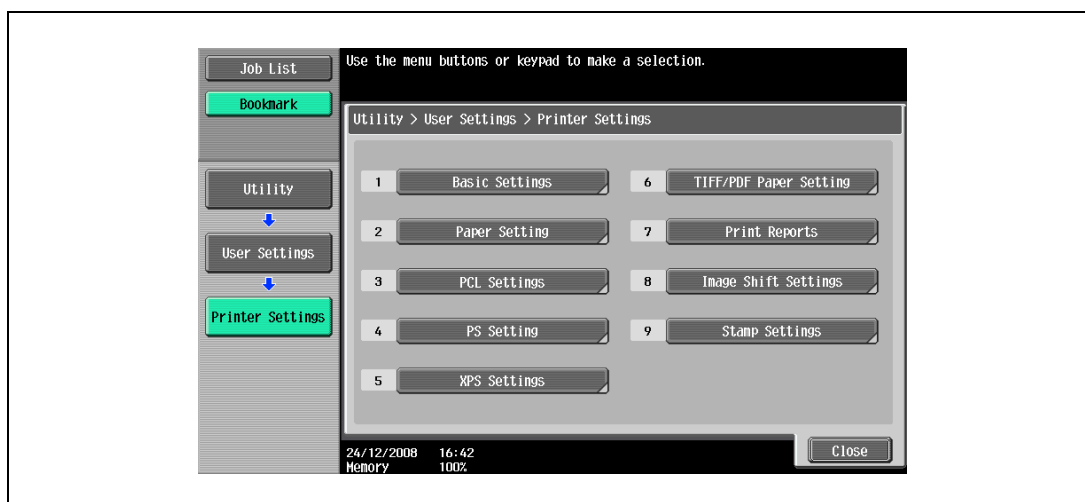 Job List
Bookmark
Utility
User Settings
Printer Settings
Use the menu buttons or keypad to make a selection.
Utility > User Settings > Printer Settings
1 Basic Settings
2 Paper Setting
3 PCL Settings
4 PS Setting
5 XPS Settings
6 TIFF/PDF Paper Setting
7 Print Reports
8 Image Shift Settings
9 Stamp Settings
24/12/2008 16:42
Memory 100%
Close